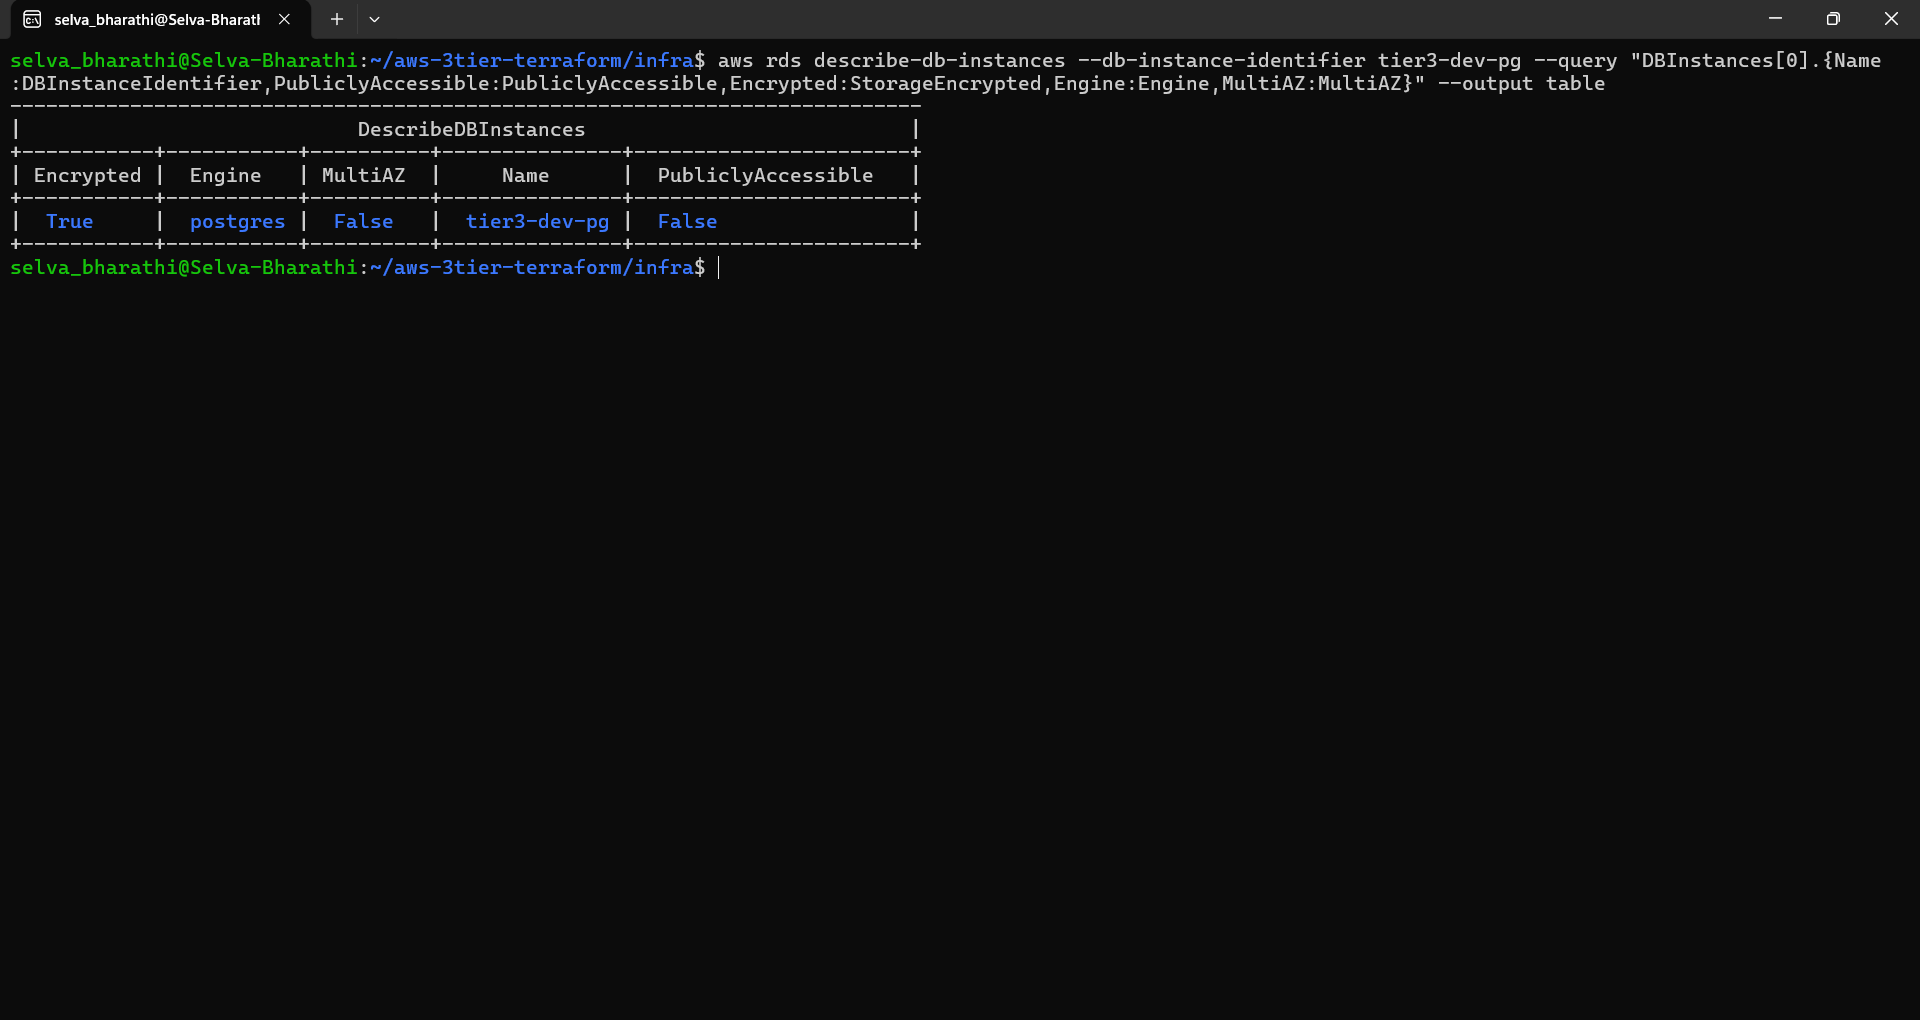 selva_bharathi@Selva-Bharatl
selva_bharathi@Selva-Bharathi:~/aws-3tier-terraform/infra$ aws rds describe-db-instances --db-instance-identifier tier3-dev-pg --query "DBInstances[0].{Name
:DBInstanceIdentifier,PubliclyAccessible:PubliclyAccessible,Encrypted:StorageEncrypted,Engine:Engine,MultiAZ:MultiAZ}" --output table
----------------------------------------------------------------------------
|                            DescribeDBInstances                           |
+-----------+-----------+----------+---------------+-----------------------+
| Encrypted |  Engine   | MultiAZ  |     Name      |  PubliclyAccessible   |
+-----------+-----------+----------+---------------+-----------------------+
|  True     |  postgres |  False   |  tier3-dev-pg |  False                |
+-----------+-----------+----------+---------------+-----------------------+
selva_bharathi@Selva-Bharathi:~/aws-3tier-terraform/infra$